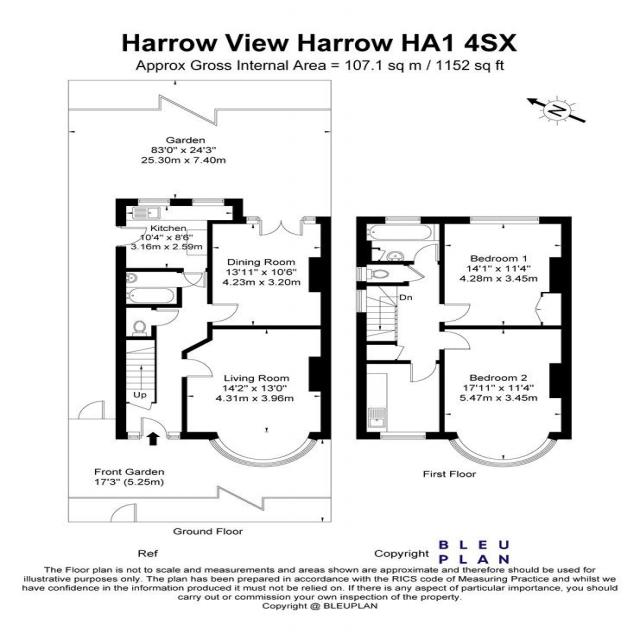 Harrow View Harrow HA1 4SX
Approx Gross Internal Area = 107.1 sq m / 1152 sq ft
N
Garden
83'0" x 24'3"
25.30m x 7.40m
Kitchen
10'4" x 8'6"
3.16m x 2.59m
Dining Room
13'11" x 10'6"
4.23m x 3.20m
Living Room
14'2" x 13'0"
4.31m x 3.96m
Up
Front Garden
17'3" (5.25m)
Ground Floor
Bedroom 1
14'1" x 11'4"
4.28m x 3.45m
Dn
Bedroom 2
17'11" x 11'4"
5.47m x 3.45m
First Floor
Ref
Copyright
BLEU
PLAN
The Floor plan is not to scale and measurements and areas shown are approximate and therefore should be used for
illustrative purposes only. The plan has been prepared in accordance with the RICS code of Measuring Practice and whilst we
have confidence in the information produced it must not be relied on. If there is any aspect of particular importance, you should
carry out or commission your own inspection of the property.
Copyright @ BLEUPLAN